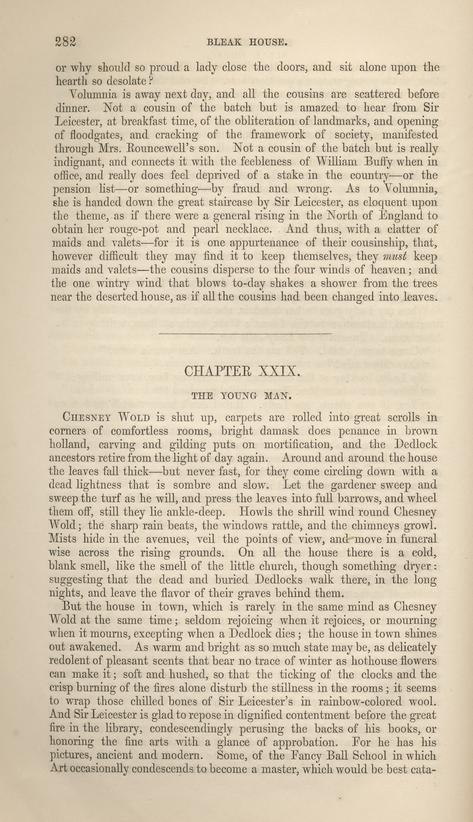 282
BLEAK HOUSE.
or why should so proud a lady close the doors, and sit alone upon the
hearth so desolate?
Volumnia is away next day, and all the cousins are scattered before
dinner. Not a cousin of the batch but is amazed to hear from Sir
Leicester, at breakfast time, of the obliteration of landmarks, and opening
of floodgates, and cracking of the framework of society, manifested
through Mrs. Rouncewell's son. Not a cousin of the batch but is really
indignant, and connects it with the feebleness of William Buffy when in
office, and really does feel deprived of a stake in the country—or the
pension list—or something—by fraud and wrong. As to Volumnia,
she is handed down the great staircase by Sir Leicester, as eloquent upon
the theme, as if there were a general rising in the North of England to
obtain her rouge-pot and pearl necklace. And thus, with a clatter of
maids and valets—for it is one appurtenance of their cousinship, that,
however difficult they may find it to keep themselves, they must keep
maids and valets—the cousins disperse to the four winds of heaven; and
the one wintry wind that blows to-day shakes a shower from the trees
near the deserted house, as if all the cousins had been changed into leaves.
CHAPTER XXIX.
THE YOUNG MAN.
CHESNEY WOLD is shut up, carpets are rolled into great scrolls in
corners of comfortless rooms, bright damask does penance in brown
holland, carving and gilding puts on mortification, and the Dedlock
ancestors retire from the light of day again. Around and around the house
the leaves fall thick—but never fast, for they come circling down with a
dead lightness that is sombre and slow. Let the gardener sweep and
sweep the turf as he will, and press the leaves into full barrows, and wheel
them off, still they lie ankle-deep. Howls the shrill wind round Chesney
Wold; the sharp rain beats, the windows rattle, and the chimneys growl.
Mists hide in the avenues, veil the points of view, and move in funeral
wise across the rising grounds. On all the house there is a cold,
blank smell, like the smell of the little church, though something dryer:
suggesting that the dead and buried Dedlocks walk there, in the long
nights, and leave the flavor of their graves behind them.
But the house in town, which is rarely in the same mind as Chesney
Wold at the same time; seldom rejoicing when it rejoices, or mourning
when it mourns, excepting when a Dedlock dies; the house in town shines
out awakened. As warm and bright as so much state may be, as delicately
redolent of pleasant scents that bear no trace of winter as hothouse flowers
can make it; soft and hushed, so that the ticking of the clocks and the
crisp burning of the fires alone disturb the stillness in the rooms; it seems
to wrap those chilled bones of Sir Leicester's in rainbow-colored wool.
And Sir Leicester is glad to repose in dignified contentment before the great
fire in the library, condescendingly perusing the backs of his books, or
honoring the fine arts with a glance of approbation. For he has his
pictures, ancient and modern. Some, of the Fancy Ball School in which
Art occasionally condescends to become a master, which would be best cata-